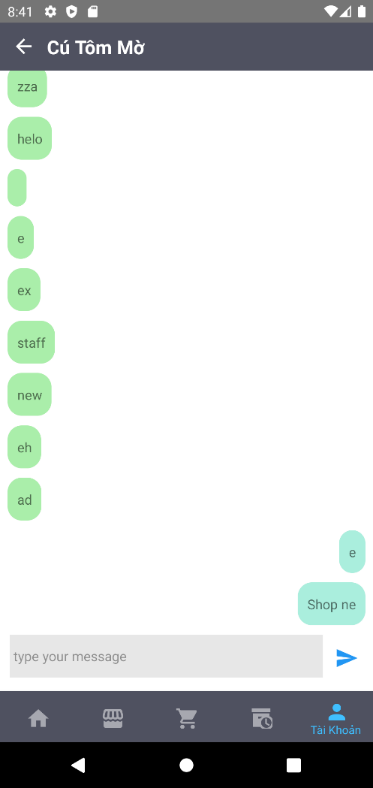 8:41
Cú Tôm Mờ
zza
helo
e
ex
staff
new
eh
ad
e
Shop ne
type your message
Tài Khoản